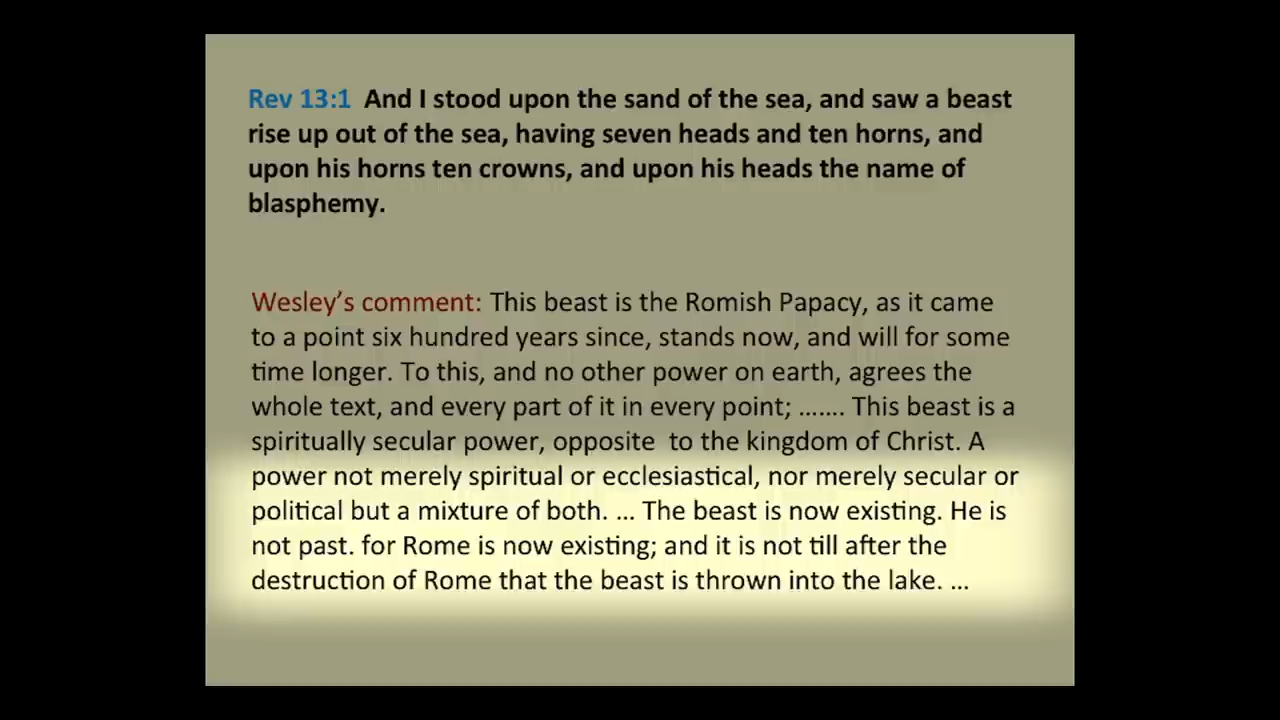 Rev 13:1 And I stood upon the sand of the sea, and saw a beast
rise up out of the sea, having seven heads and ten horns, and
upon his horns ten crowns, and upon his heads the name of
blasphemy.
Wesley's comment: This beast is the Romish Papacy, as it came
to a point six hundred years since, stands now, and will for some
time longer. To this, and no other power on earth, agrees the
whole text, and every part of it in every point; ....... This beast is a
spiritually secular power, opposite to the kingdom of Christ. A
power not merely spiritual or ecclesiastical, nor merely secular or
political but a mixture of both. ... The beast is now existing. He is
not past. for Rome is now existing; and it is not till after the
destruction of Rome that the beast is thrown into the lake. ...